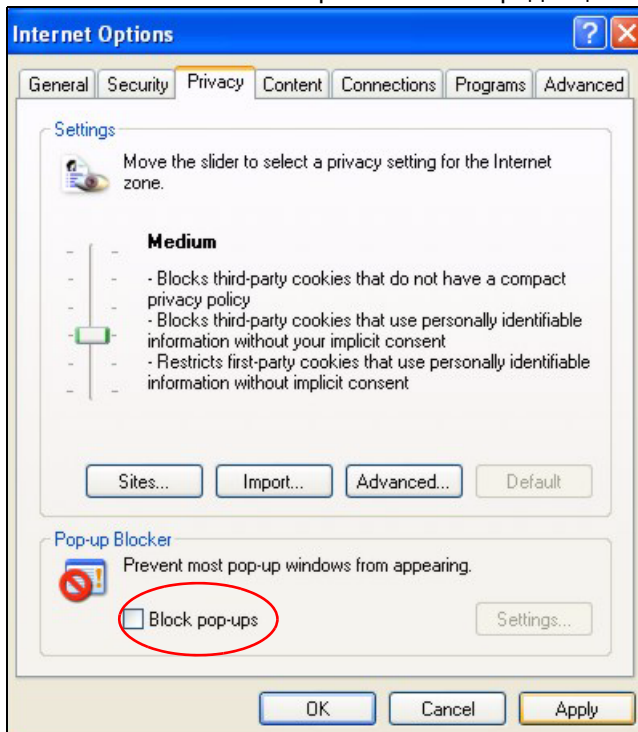 Internet Options
General Security Privacy Content Connections Programs Advanced
Settings
Move the slider to select a privacy setting for the Internet
zone.
Medium
- Blocks third-party cookies that do not have a compact
privacy policy
- Blocks third-party cookies that use personally identifiable
information without your implicit consent
- Restricts first-party cookies that use personally identifiable
information without implicit consent
Sites... Import... Advanced... Default
Pop-up Blocker
Prevent most pop-up windows from appearing.
Block pop-ups Settings...
OK Cancel Apply